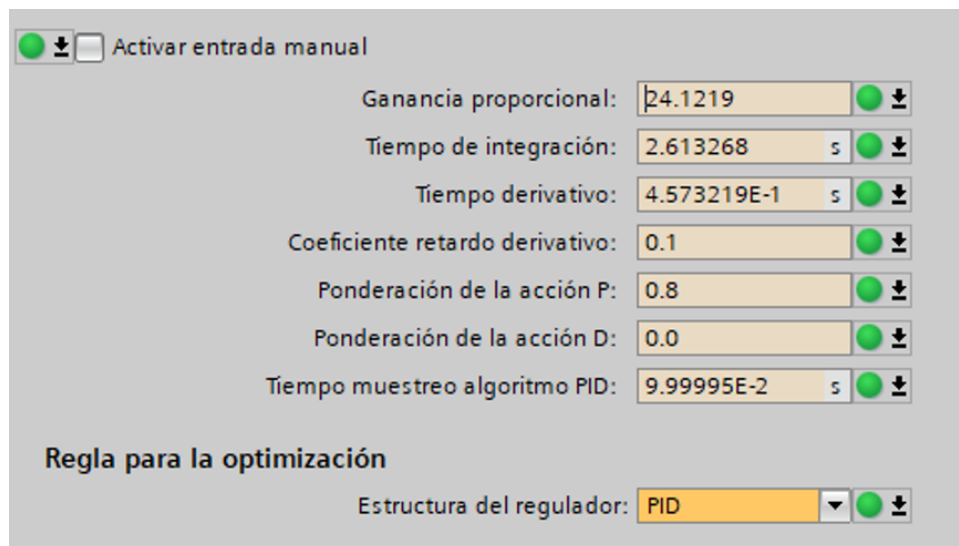 Activar entrada manual
Ganancia proporcional: 24.1219
Tiempo de integración: 2.613268 s
Tiempo derivativo: 4.573219E-1 s
Coeficiente retardo derivativo: 0.1
Ponderación de la acción P: 0.8
Ponderación de la acción D: 0.0
Tiempo muestreo algoritmo PID: 9.99995E-2 s
Regla para la optimización
Estructura del regulador: PID